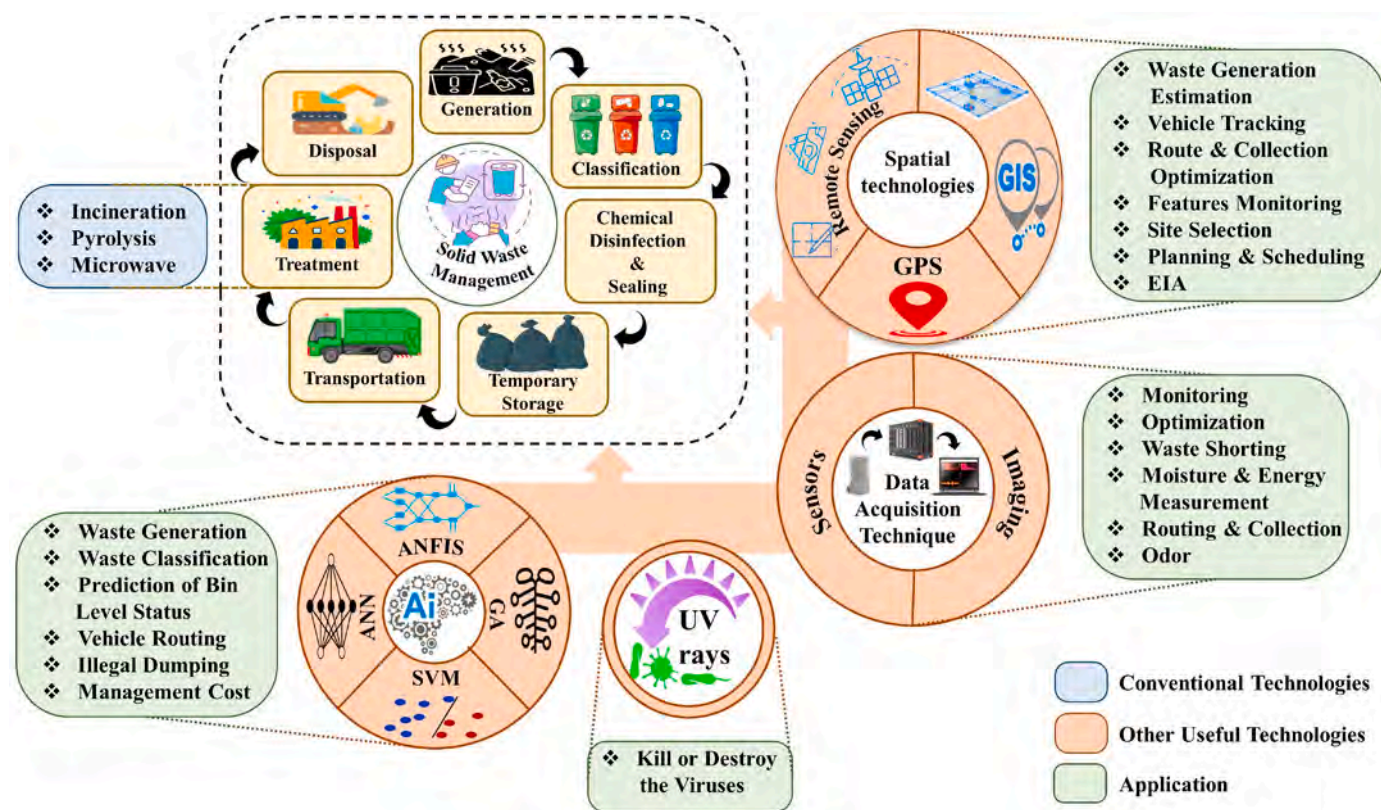 Generation
Classification
Chemical
Disinfection
&
Sealing
Temporary
Storage
Transportation
Treatment
Disposal
Solid Waste
Management
❖ Incineration
❖ Pyrolysis
❖ Microwave
Remote Sensing
Spatial
technologies
GIS
GPS
❖ Waste Generation
Estimation
❖ Vehicle Tracking
❖ Route & Collection
Optimization
❖ Features Monitoring
❖ Site Selection
❖ Planning & Scheduling
❖ EIA
Sensors
Data
Acquisition
Technique
Imaging
❖ Monitoring
❖ Optimization
❖ Waste Shorting
❖ Moisture & Energy
Measurement
❖ Routing & Collection
❖ Odor
❖ Waste Generation
❖ Waste Classification
❖ Prediction of Bin
Level Status
❖ Vehicle Routing
❖ Illegal Dumping
❖ Management Cost
ANFIS
ANN
Ai
GA
SVM
UV
rays
❖ Kill or Destroy
the Viruses
Conventional Technologies
Other Useful Technologies
Application